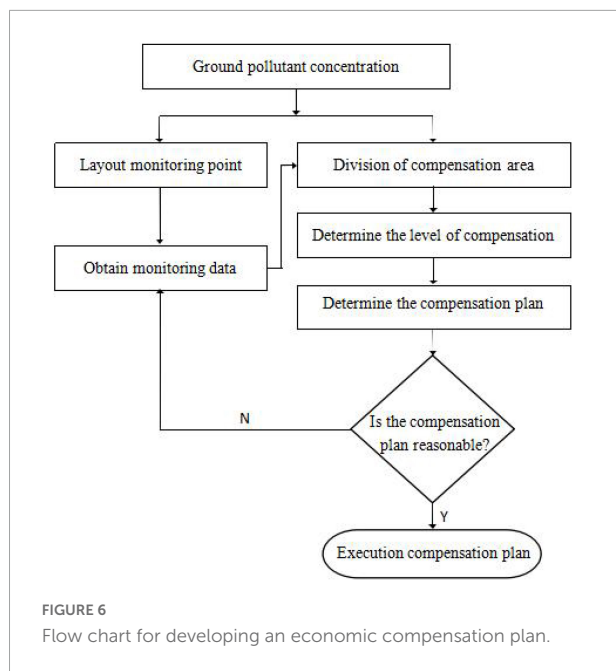 Ground pollutant concentration
Layout monitoring point
Division of compensation area
Obtain monitoring data
Determine the level of compensation
Determine the compensation plan
Is the compensation
plan reasonable?
N
Y
Execution compensation plan
FIGURE 6
Flow chart for developing an economic compensation plan.